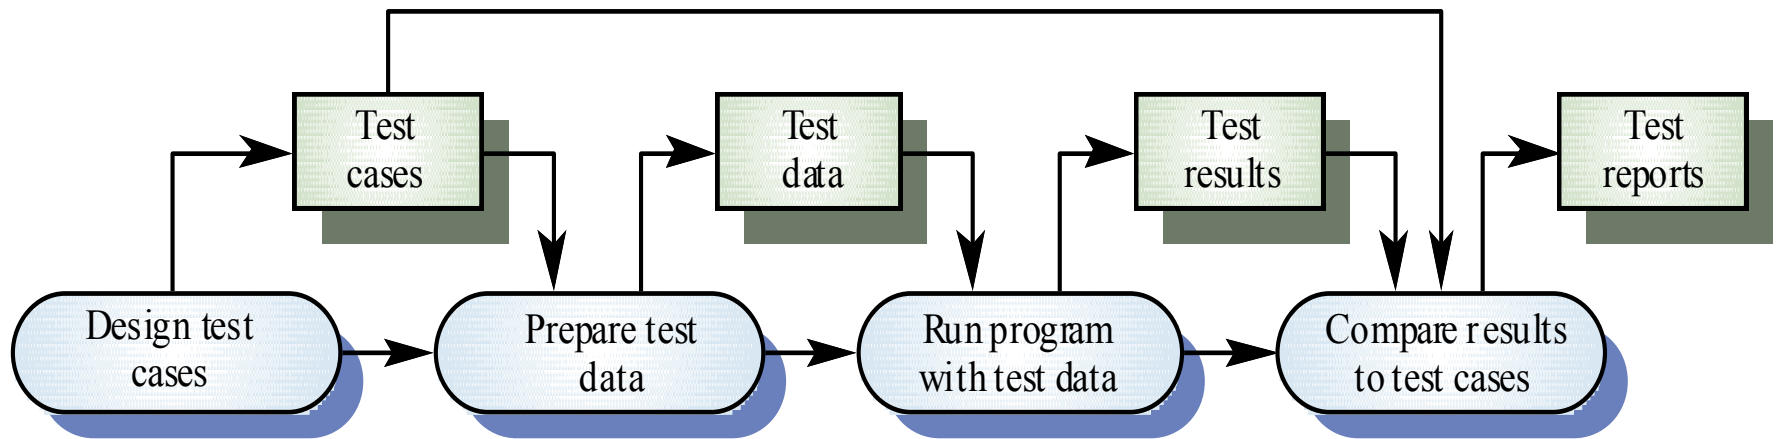 Test
cases
Test
data
Test
results
Test
reports
Design test
cases
Prepare test
data
Run program
with test data
Compare results
to test cases